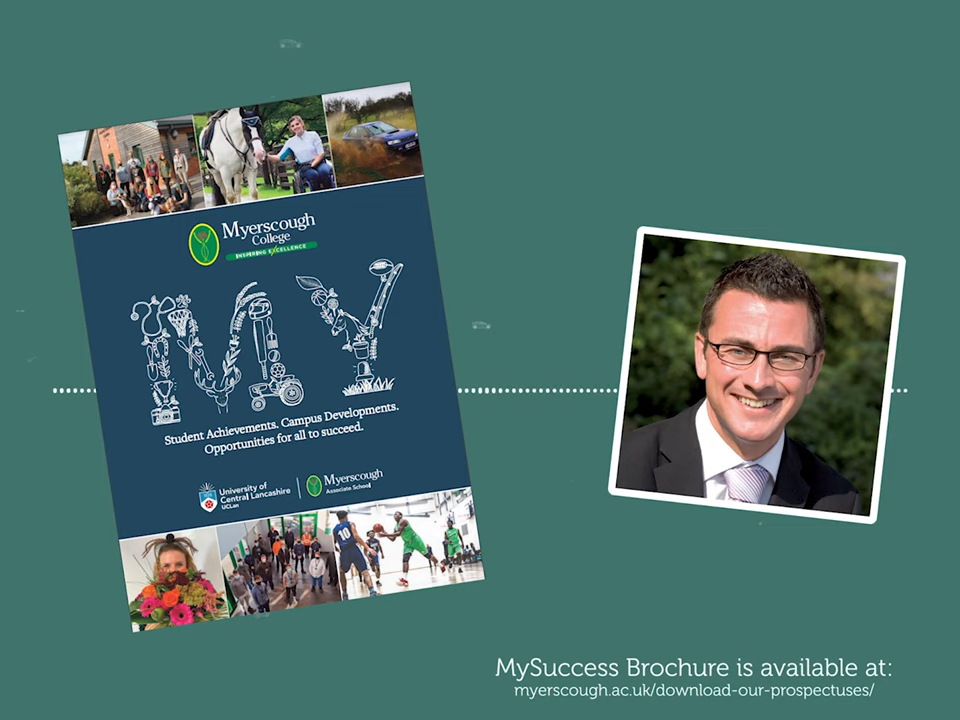 Myerscough
College
INSPIRING EXCELLENCE
MY
Student Achievements. Campus Developments.
Opportunities for all to succeed.
University of
Central Lancashire
UCLan
Myerscough
Associate School
10
MySuccess Brochure is available at:
myerscough.ac.uk/download-our-prospectuses/